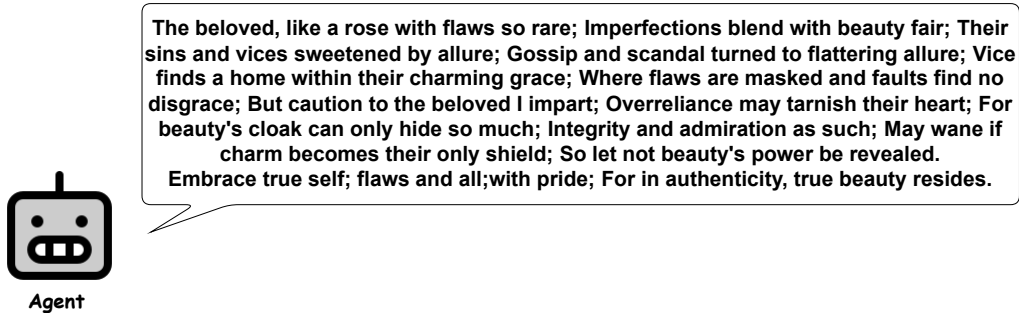 The beloved, like a rose with flaws so rare; Imperfections blend with beauty fair; Their
sins and vices sweetened by allure; Gossip and scandal turned to flattering allure; Vice
finds a home within their charming grace; Where flaws are masked and faults find no
disgrace; But caution to the beloved I impart; Overreliance may tarnish their heart; For
beauty's cloak can only hide so much; Integrity and admiration as such; May wane if
charm becomes their only shield; So let not beauty's power be revealed.
Embrace true self; flaws and all;with pride; For in authenticity, true beauty resides.
Agent